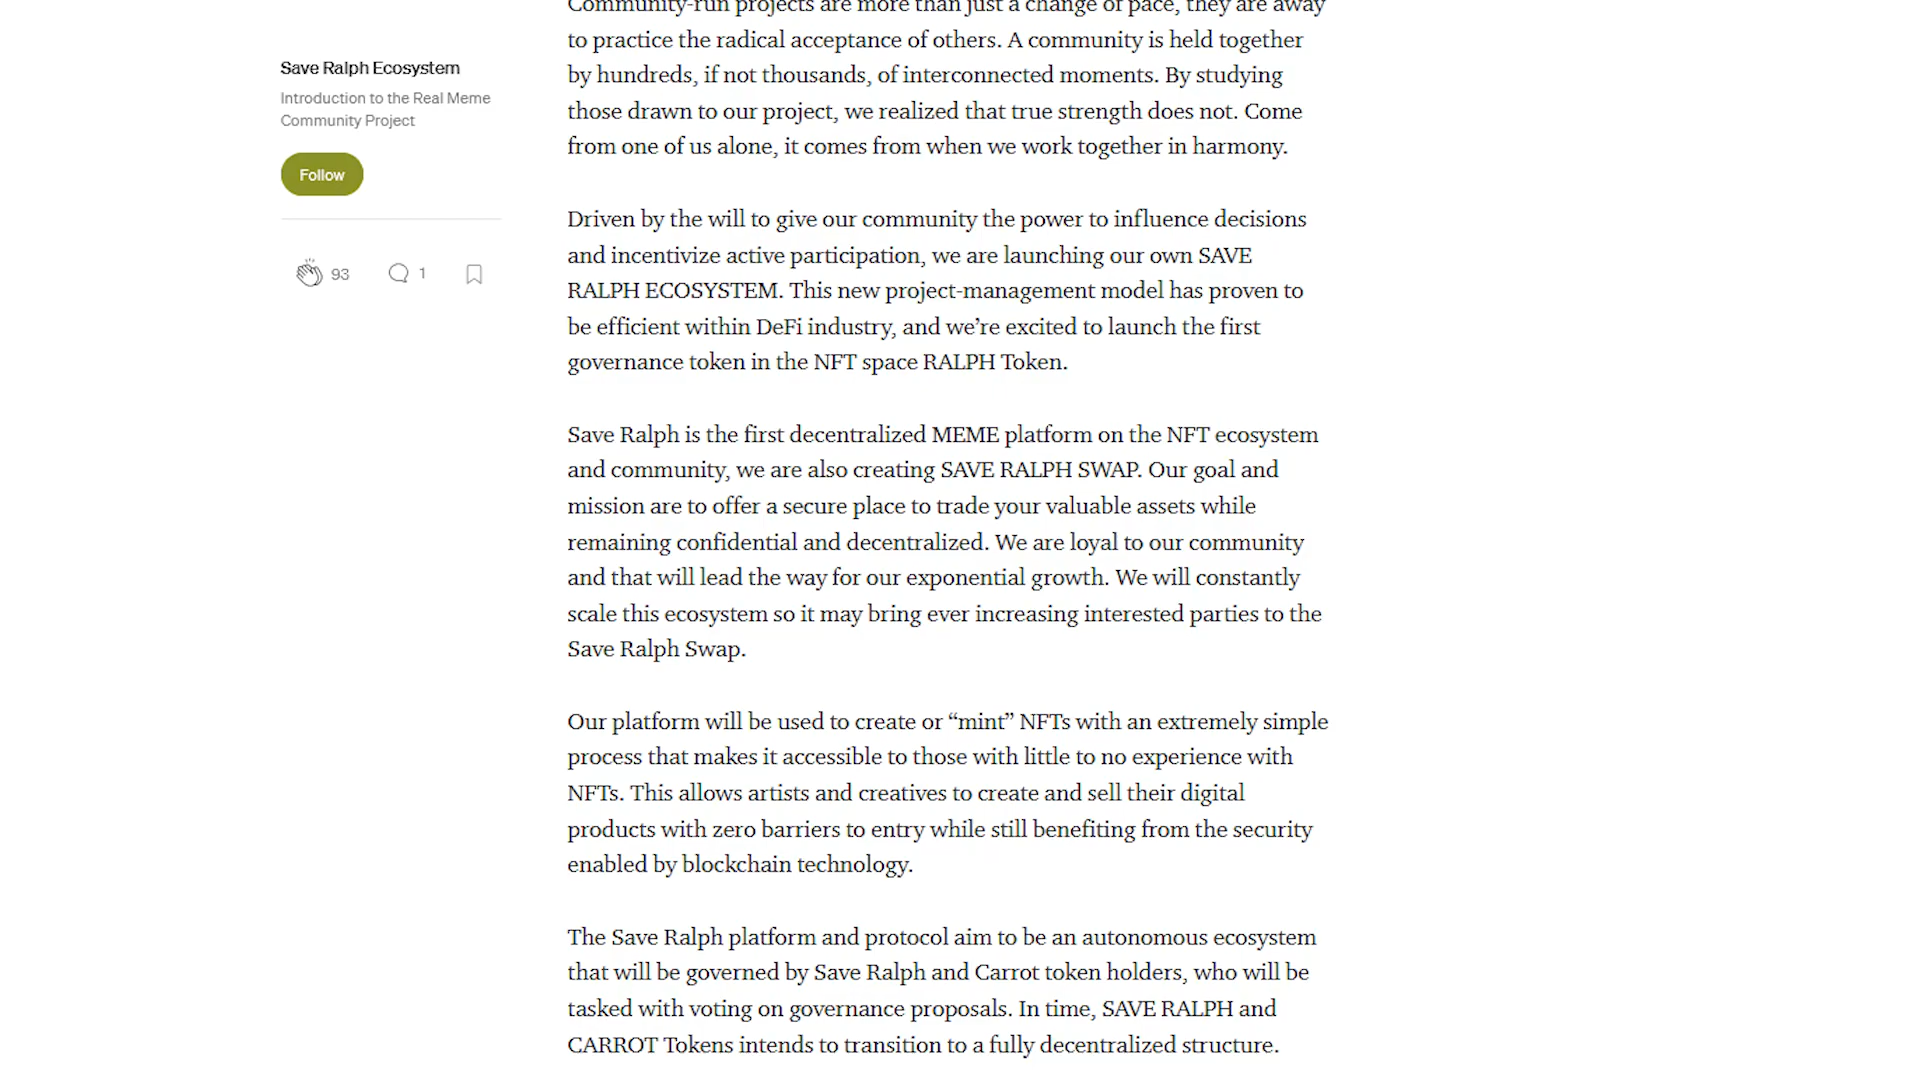 Community-run projects are more than just a change of pace, they are away
to practice the radical acceptance of others. A community is held together
by hundreds, if not thousands, of interconnected moments. By studying
those drawn to our project, we realized that true strength does not. Come
from one of us alone, it comes from when we work together in harmony.
Save Ralph Ecosystem
Introduction to the Real Meme
Community Project
Follow
93 1
Driven by the will to give our community the power to influence decisions
and incentivize active participation, we are launching our own SAVE
RALPH ECOSYSTEM. This new project-management model has proven to
be efficient within DeFi industry, and we’re excited to launch the first
governance token in the NFT space RALPH Token.
Save Ralph is the first decentralized MEME platform on the NFT ecosystem
and community, we are also creating SAVE RALPH SWAP. Our goal and
mission are to offer a secure place to trade your valuable assets while
remaining confidential and decentralized. We are loyal to our community
and that will lead the way for our exponential growth. We will constantly
scale this ecosystem so it may bring ever increasing interested parties to the
Save Ralph Swap.
Our platform will be used to create or “mint” NFTs with an extremely simple
process that makes it accessible to those with little to no experience with
NFTs. This allows artists and creatives to create and sell their digital
products with zero barriers to entry while still benefiting from the security
enabled by blockchain technology.
The Save Ralph platform and protocol aim to be an autonomous ecosystem
that will be governed by Save Ralph and Carrot token holders, who will be
tasked with voting on governance proposals. In time, SAVE RALPH and
CARROT Tokens intends to transition to a fully decentralized structure.